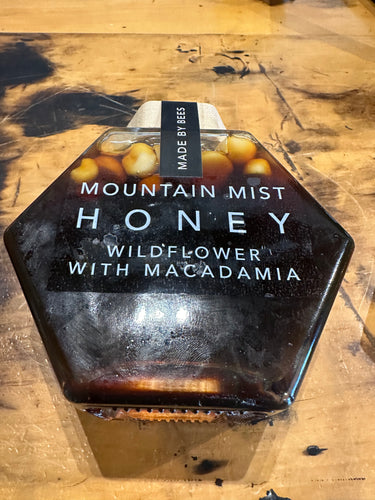 MADE BY BEES
MOUNTAIN MIST
HONEY
WILDFLOWER
WITH MACADAMIA